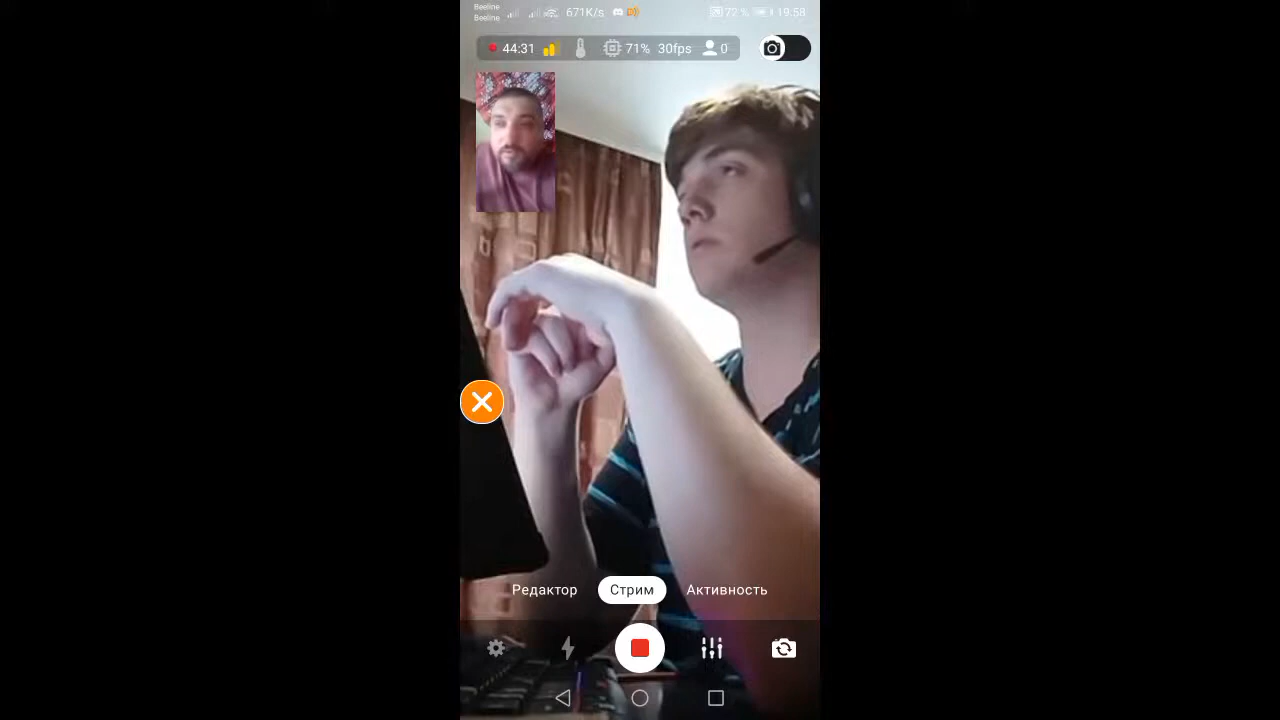 Beeline
Beeline
671K/s
72 %
19:58
44:31
71%
30fps
0
Редактор
Стрим
Активность